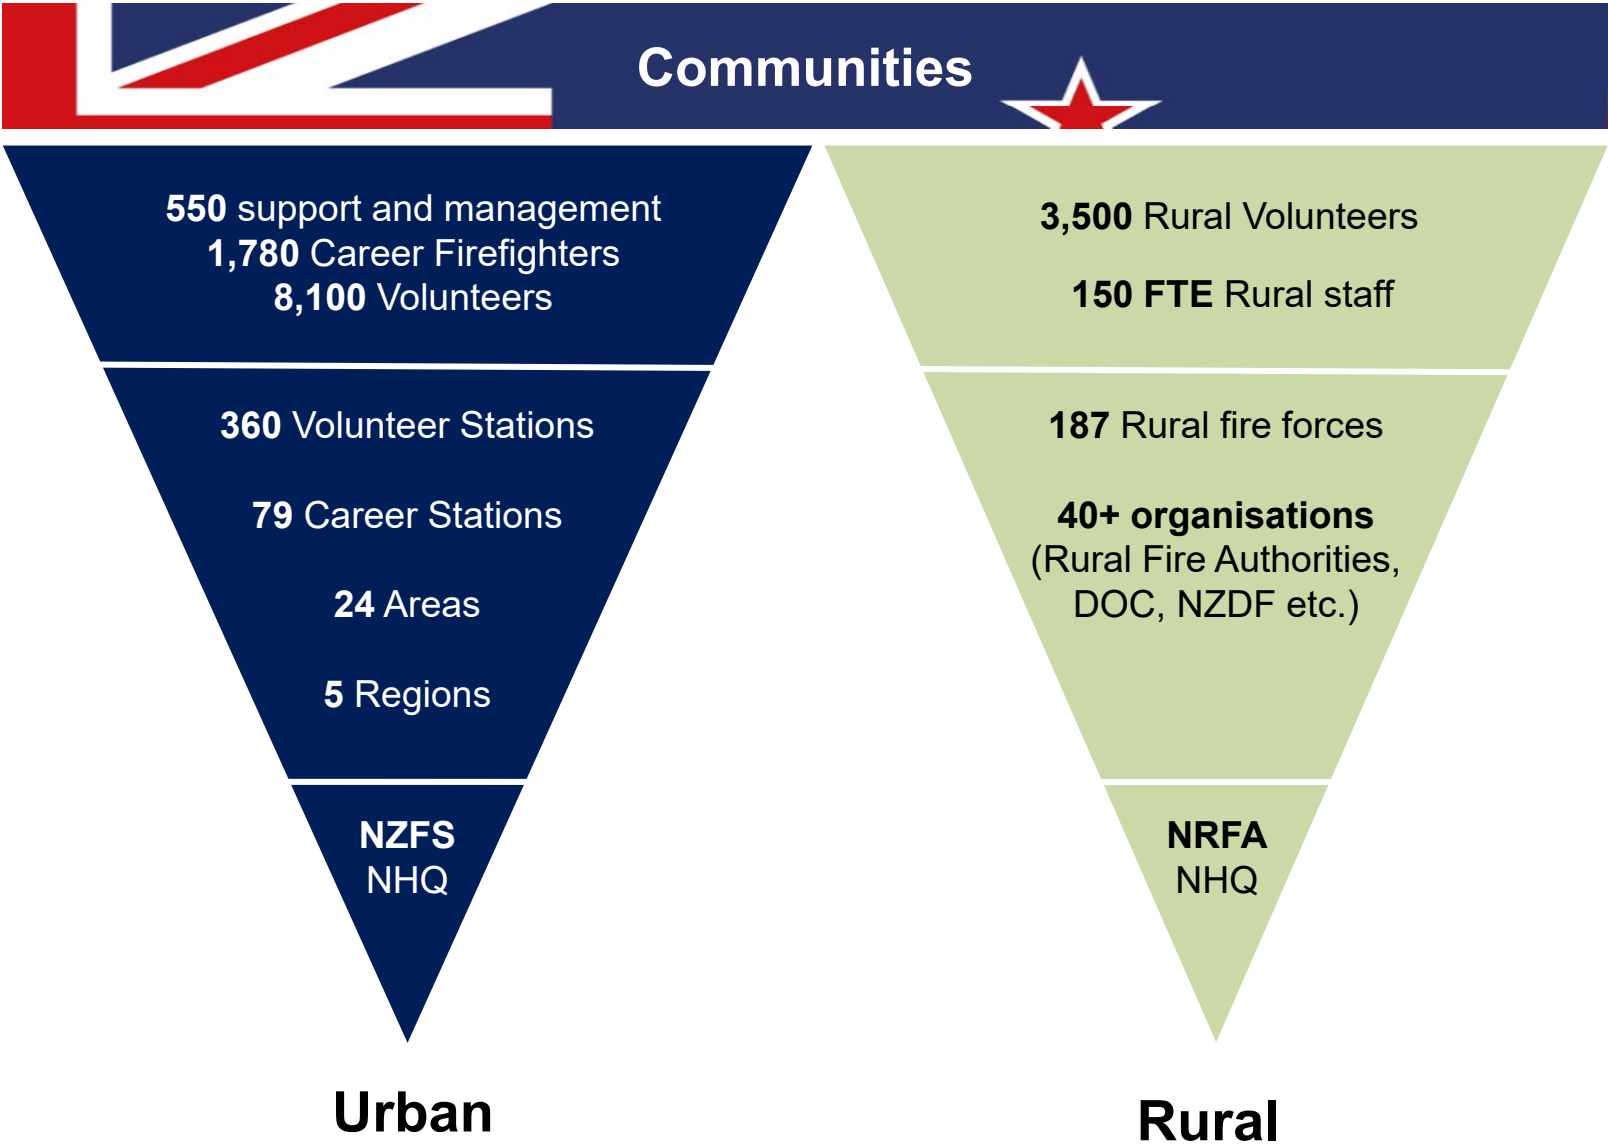 Communities
550 support and management
1,780 Career Firefighters
8,100 Volunteers
360 Volunteer Stations
79 Career Stations
24 Areas
5 Regions
NZFS
NHQ
Urban
3,500 Rural Volunteers
150 FTE Rural staff
187 Rural fire forces
40+ organisations
(Rural Fire Authorities,
DOC, NZDF etc.)
NRFA
NHQ
Rural